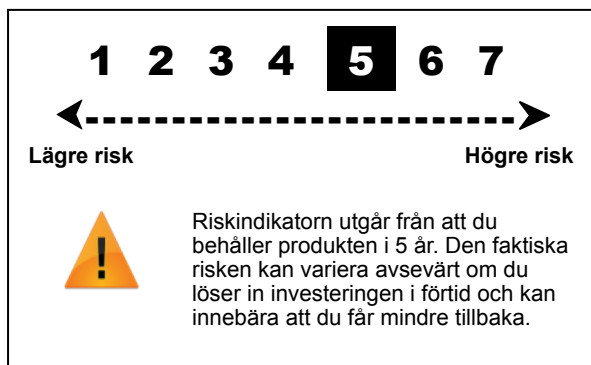 1 2 3 4 5 6 7
Lägre risk Högre risk
Riskindikatorn utgår från att du
behåller produkten i 5 år. Den faktiska
risken kan variera avsevärt om du
löser in investeringen i förtid och kan
innebära att du får mindre tillbaka.